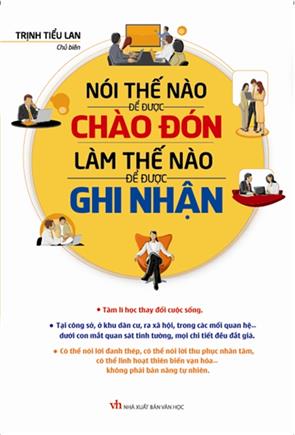 TRỊNH TIỂU LAN
Chủ biên
NÓI THẾ NÀO
ĐỂ ĐƯỢC
CHÀO ĐÓN
LÀM THẾ NÀO
ĐỂ ĐƯỢC
GHI NHẬN
• Tâm lí học thay đổi cuộc sống.
• Tại công sở, ở khu dân cư, ra xã hội, trong các mối quan hệ...
dưới con mắt quan sát tinh tường, mọi chi tiết đều đắt giá.
• Có thể nói lời đanh thép, có thể nói lời thu phục nhân tâm,
có thể linh hoạt thiên biến vạn hóa...
không phải bản năng tự nhiên.
vh NHÀ XUẤT BẢN VĂN HỌC